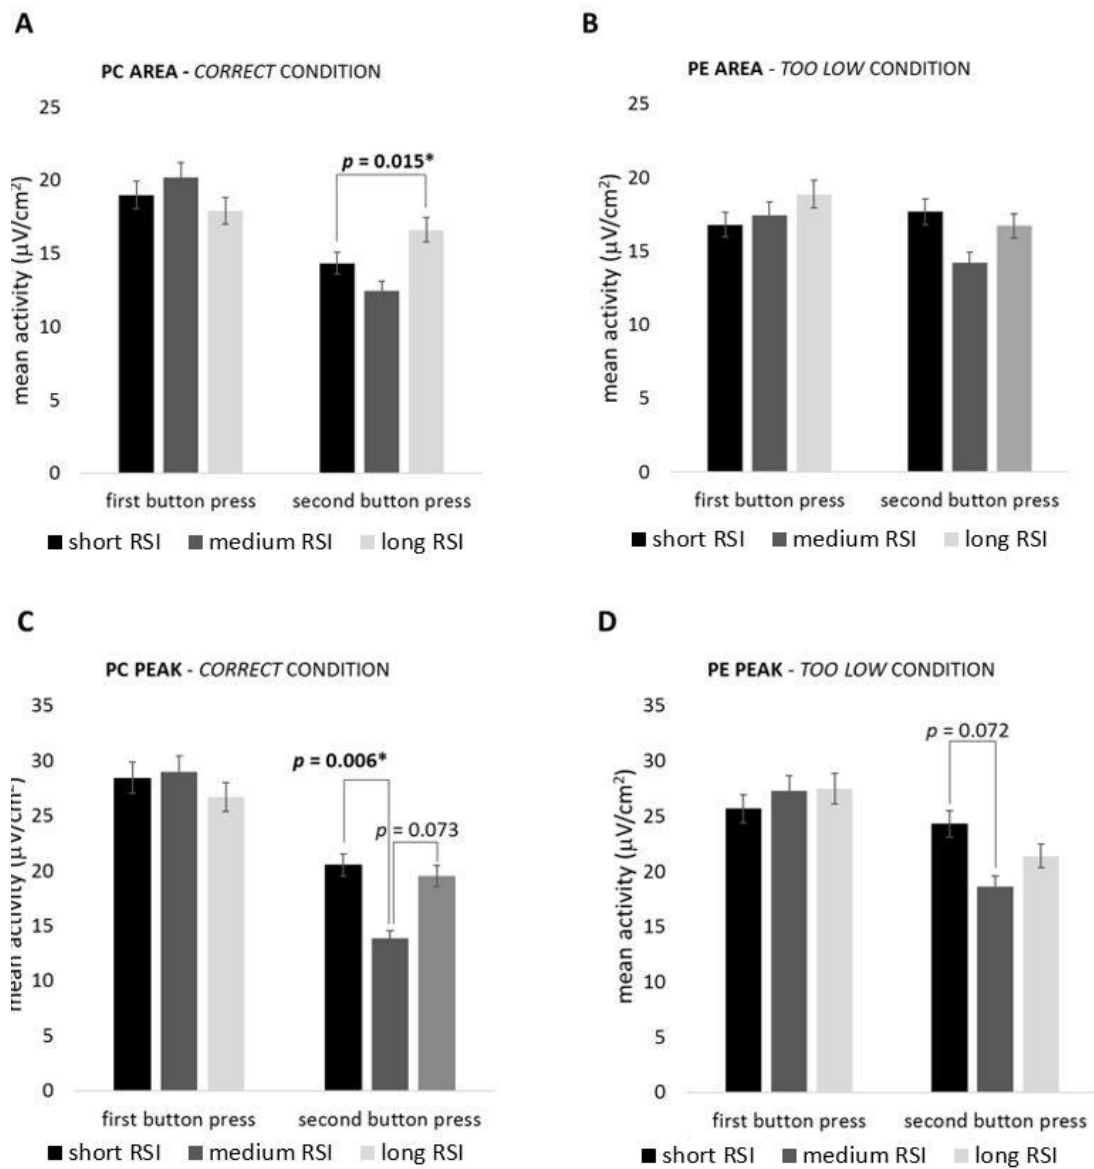 A
PC AREA - CORRECT CONDITION
25
20
15
10
5
0
mean activity (µV/cm²)
p = 0.015*
first button press second button press
short RSI medium RSI long RSI
B
PE AREA - TOO LOW CONDITION
25
20
15
10
5
0
mean activity (µV/cm²)
first button press second button press
short RSI medium RSI long RSI
C
PC PEAK - CORRECT CONDITION
35
30
25
20
15
10
5
0
mean activity (µV/cm²)
p = 0.006*
p = 0.073
first button press second button press
short RSI medium RSI long RSI
D
PE PEAK - TOO LOW CONDITION
35
30
25
20
15
10
5
0
mean activity (µV/cm²)
p = 0.072
first button press second button press
short RSI medium RSI long RSI